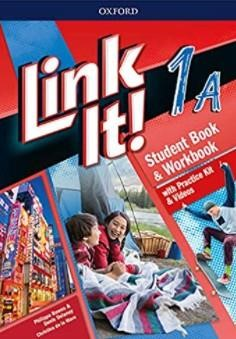 OXFORD
Link
It!
1A
Student Book
& Workbook
with Practice Kit
& Videos